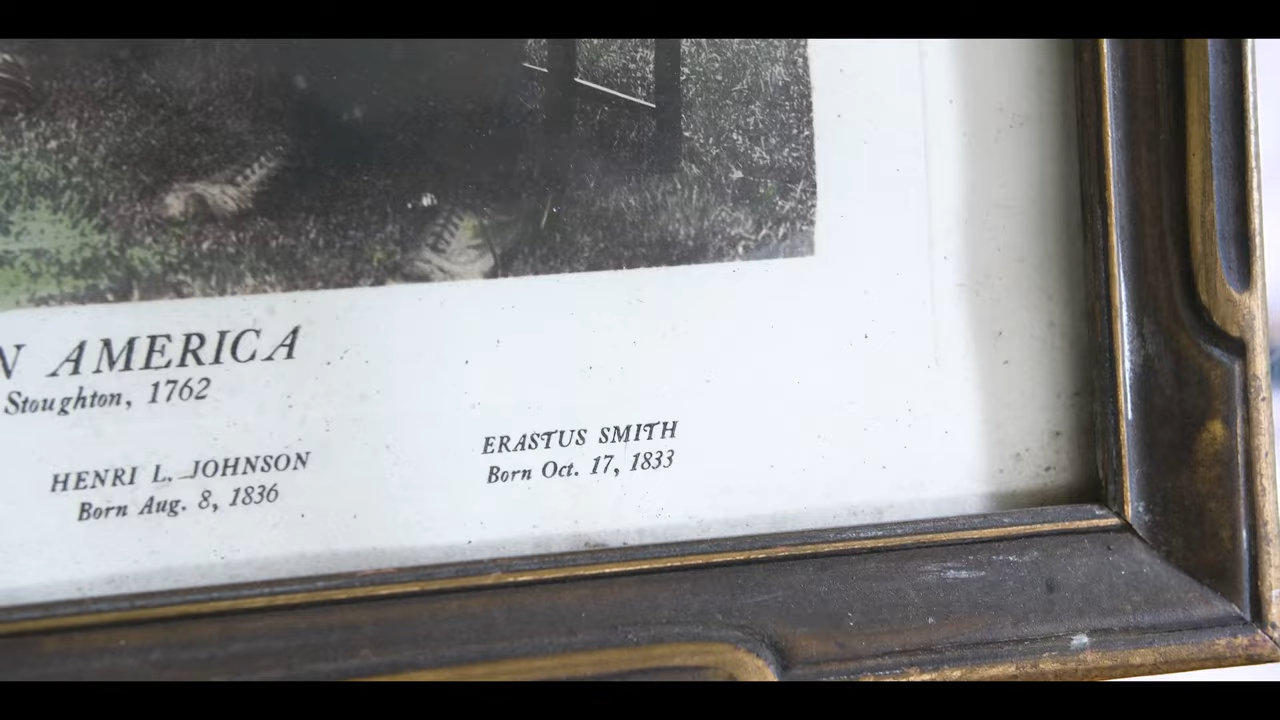 N AMERICA
Stoughton, 1762
HENRI L. JOHNSON
Born Aug. 8, 1836
ERASTUS SMITH
Born Oct. 17, 1833